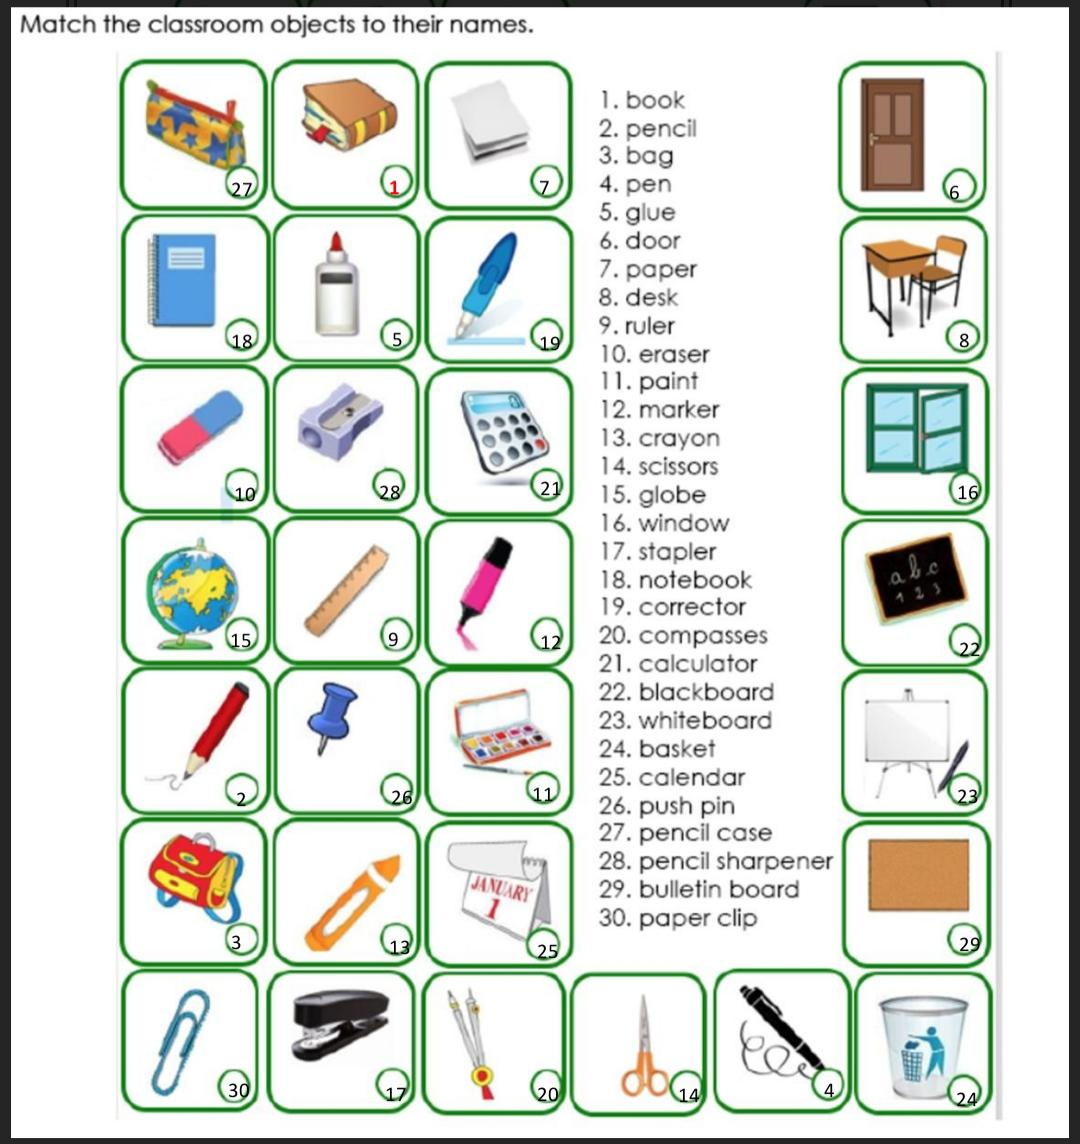 Match the classroom objects to their names.
27
1
7
1. book
2. pencil
3. bag
4. pen
5. glue
6. door
7. paper
8. desk
9. ruler
10. eraser
11. paint
12. marker
13. crayon
14. scissors
15. globe
16. window
17. stapler
18. notebook
19. corrector
20. compasses
21. calculator
22. blackboard
23. whiteboard
24. basket
25. calendar
26. push pin
27. pencil case
28. pencil sharpener
29. bulletin board
30. paper clip
6
18
5
19
8
10
28
21
16
15
9
12
a b c
1 2 3
22
2
26
11
23
3
13
JANUARY
1
25
29
30
17
20
14
4
24